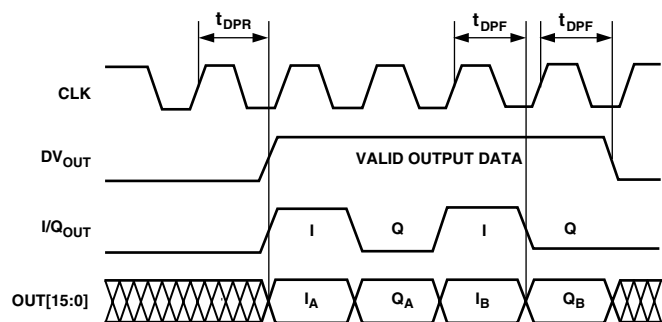 tDPR tDPF tDPF
CLK
DVOUT VALID OUTPUT DATA
I/QOUT I Q I Q
OUT[15:0] IA QA IB QB